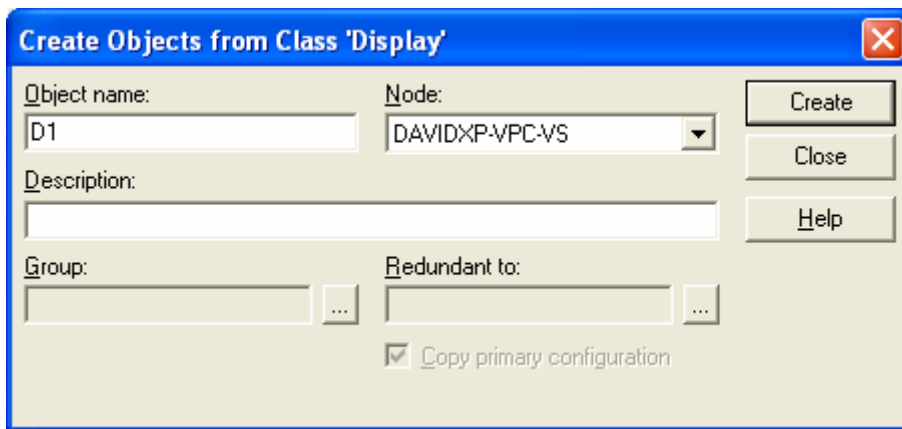 Create Objects from Class 'Display'
Object name:
Node:
Create
D1
DAVIDXP-VPC-VS
Close
Description:
Help
Group:
Redundant to:
...
...
Copy primary configuration